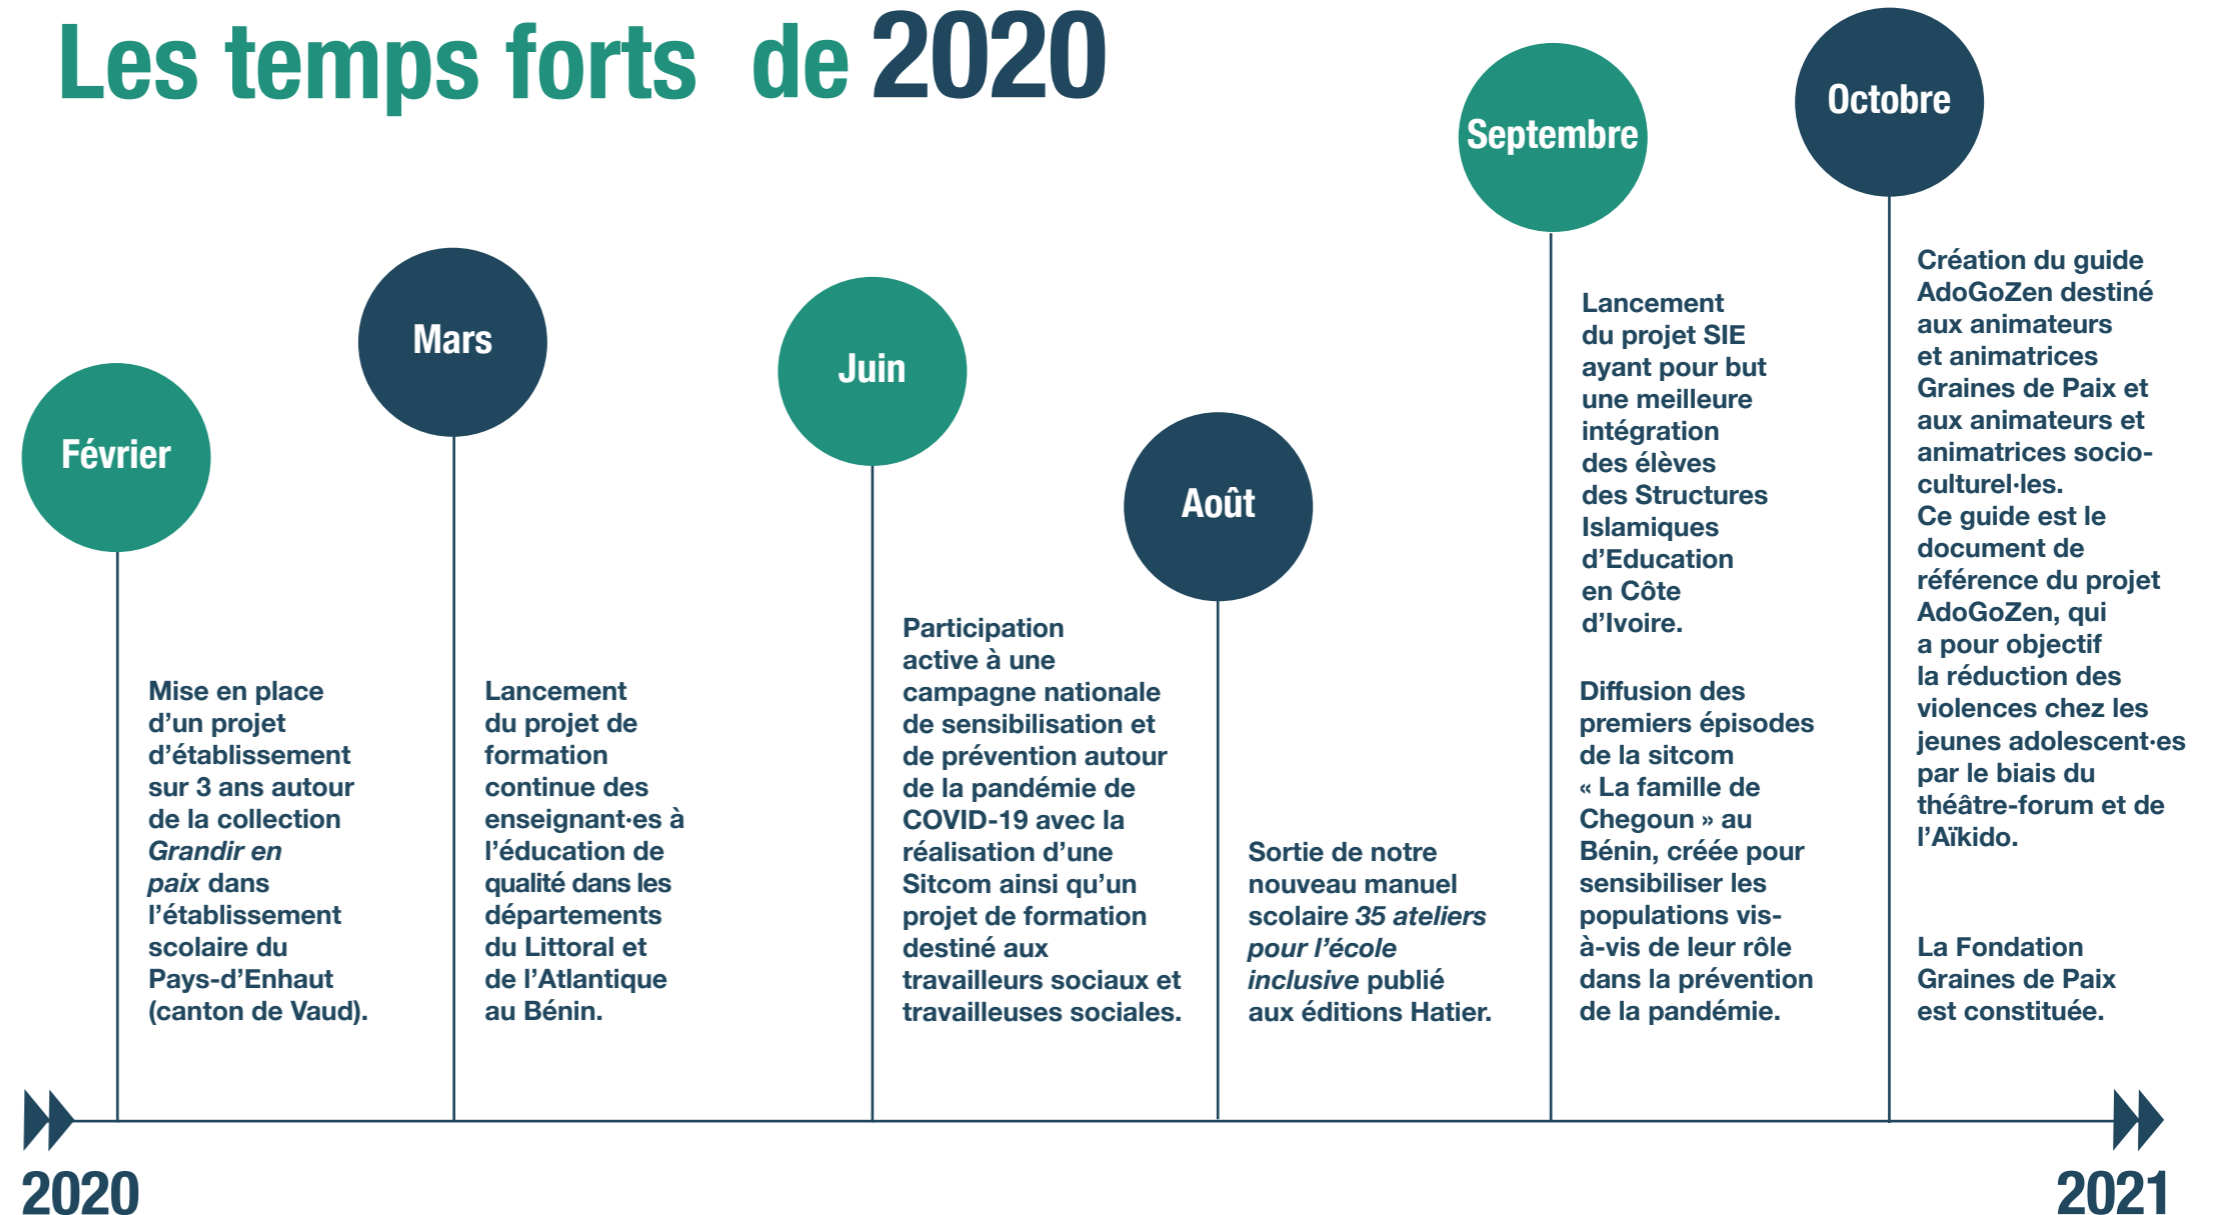 Les temps forts de 2020
Février
Mise en place
d’un projet
d’établissement
sur 3 ans autour
de la collection
Grandir en
paix dans
l’établissement
scolaire du
Pays-d’Enhaut
(canton de Vaud).
Mars
Lancement
du projet de
formation
continue des
enseignant·es à
l’éducation de
qualité dans les
départements
du Littoral et
de l’Atlantique
au Bénin.
Juin
Participation
active à une
campagne nationale
de sensibilisation et
de prévention autour
de la pandémie de
COVID-19 avec la
réalisation d’une
Sitcom ainsi qu’un
projet de formation
destiné aux
travailleurs sociaux et
travailleuses sociales.
Août
Sortie de notre
nouveau manuel
scolaire 35 ateliers
pour l’école
inclusive publié
aux éditions Hatier.
Septembre
Lancement
du projet SIE
ayant pour but
une meilleure
intégration
des élèves
des Structures
Islamiques
d’Education
en Côte
d’Ivoire.
Diffusion des
premiers épisodes
de la sitcom
« La famille de
Chegoun » au
Bénin, créée pour
sensibiliser les
populations vis-
à-vis de leur rôle
dans la prévention
de la pandémie.
Octobre
Création du guide
AdoGoZen destiné
aux animateurs
et animatrices
Graines de Paix et
aux animateurs et
animatrices socio-
culturel·les.
Ce guide est le
document de
référence du projet
AdoGoZen, qui
a pour objectif
la réduction des
violences chez les
jeunes adolescent·es
par le biais du
théâtre-forum et de
l’Aïkido.
La Fondation
Graines de Paix
est constituée.
2020
2021